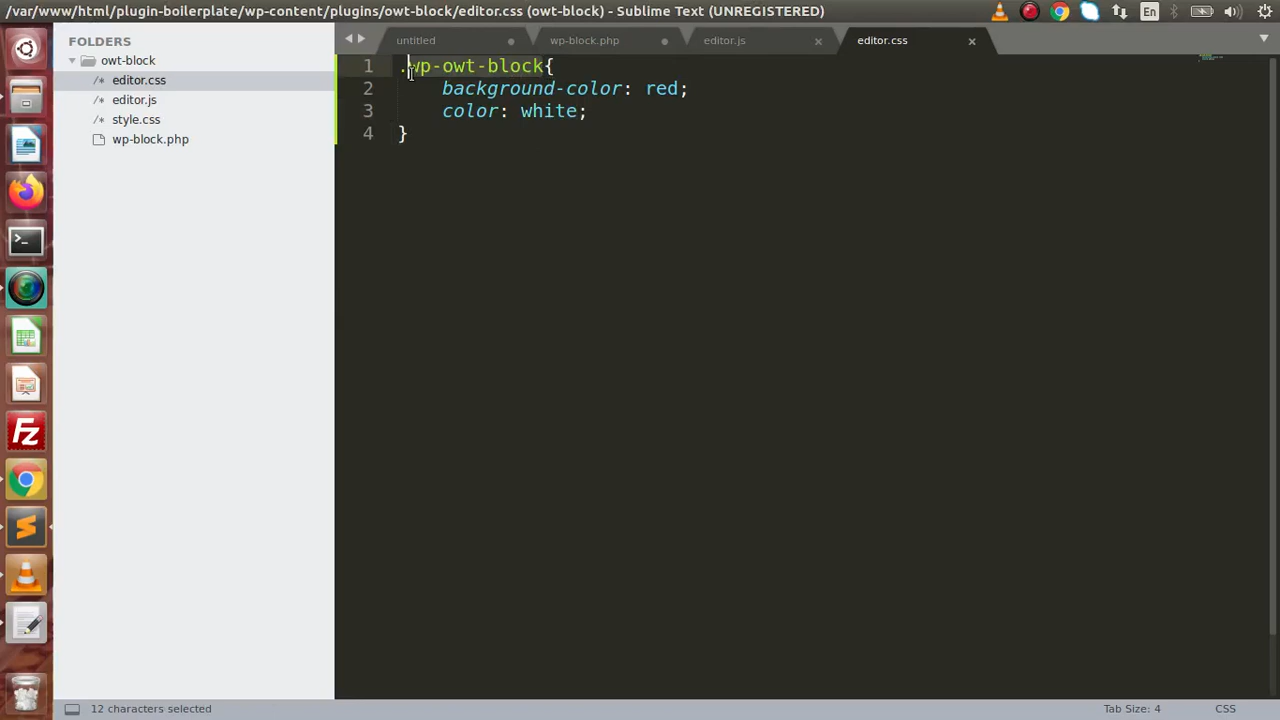 /var/www/html/plugin-boilerplate/wp-content/plugins/owt-block/editor.css (owt-block) - Sublime Text (UNREGISTERED)
En
FOLDERS
owt-block
/* editor.css
/* editor.js
/* style.css
wp-block.php
untitled
wp-block.php
editor.js
editor.css
1 .wp-owt-block{
2 background-color: red;
3 color: white;
4 }
12 characters selected
Tab Size: 4
CSS